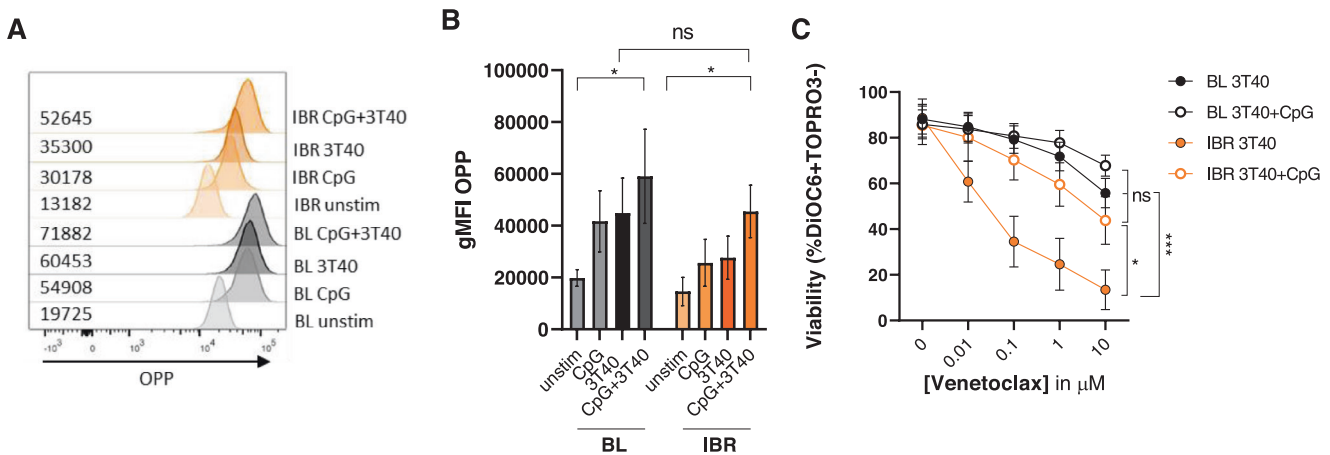 A
52645 IBR CpG+3T40
35300 IBR 3T40
30178 IBR CpG
13182 IBR unstim
71882 BL CpG+3T40
60453 BL 3T40
54908 BL CpG
19725 BL unstim
-10³ 0 10³ 10⁴ 10⁵
OPP
B
ns
* *
gMFI OPP
100000
80000
60000
40000
20000
0
unstim CpG 3T40 CpG+3T40 unstim CpG 3T40 CpG+3T40
BL IBR
C
Viability (%DiOC6+TOPRO3-)
100
80
60
40
20
0
0 0.01 0.1 1 10
[Venetoclax] in μM
ns
*
***
BL 3T40
BL 3T40+CpG
IBR 3T40
IBR 3T40+CpG